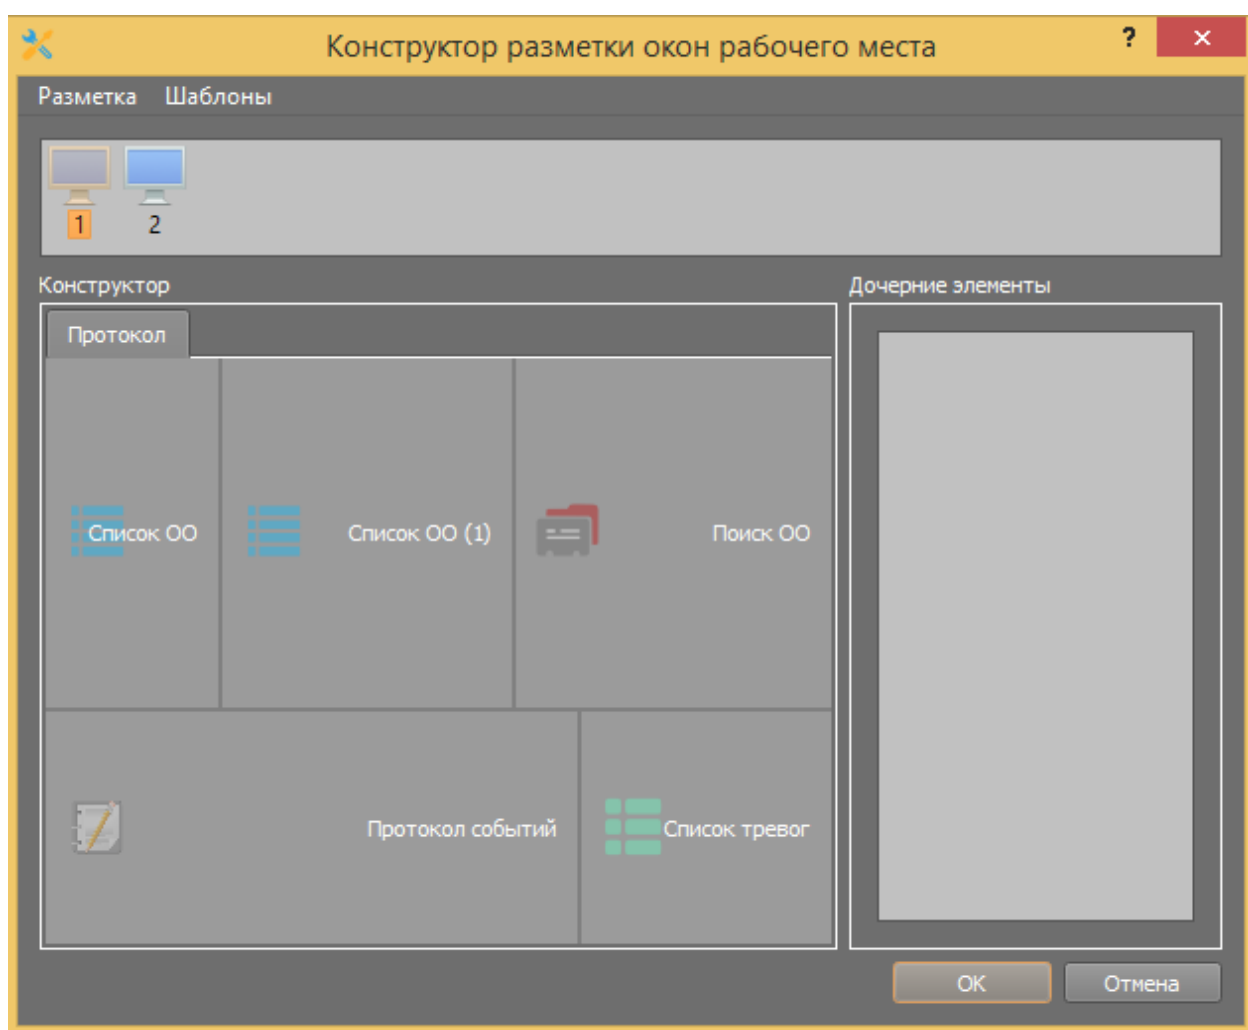 Конструктор разметки окон рабочего места ? ×
Разметка Шаблоны
1 2
Конструктор
Дочерние элементы
Протокол
Список ОО
Список ОО (1)
Поиск ОО
Протокол событий
Список тревог
OK
Отмена